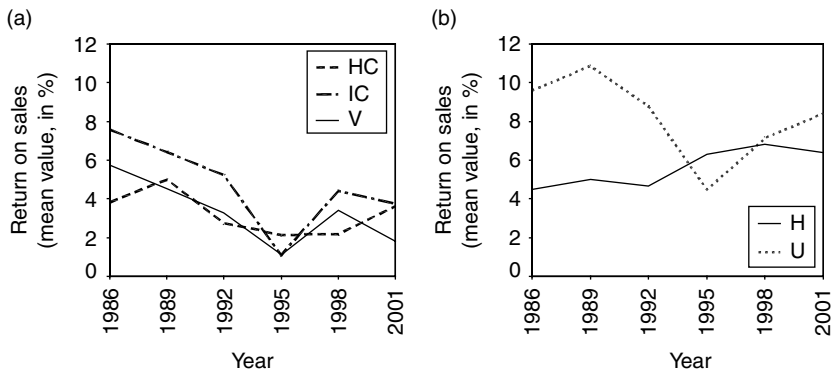 (a)
Return on sales
(mean value, in %)
12
10
8
6
4
2
0
HC
IC
V
1986
1989
1992
1995
1998
2001
Year
(b)
Return on sales
(mean value, in %)
12
10
8
6
4
2
0
H
U
1986
1989
1992
1995
1998
2001
Year